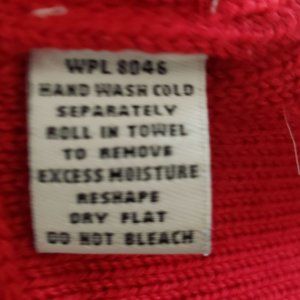 WPL 8046
HAND WASH COLD
SEPARATELY
ROLL IN TOWEL
TO REMOVE
EXCESS MOISTURE
RESHAPE
DRY FLAT
DO NOT BLEACH